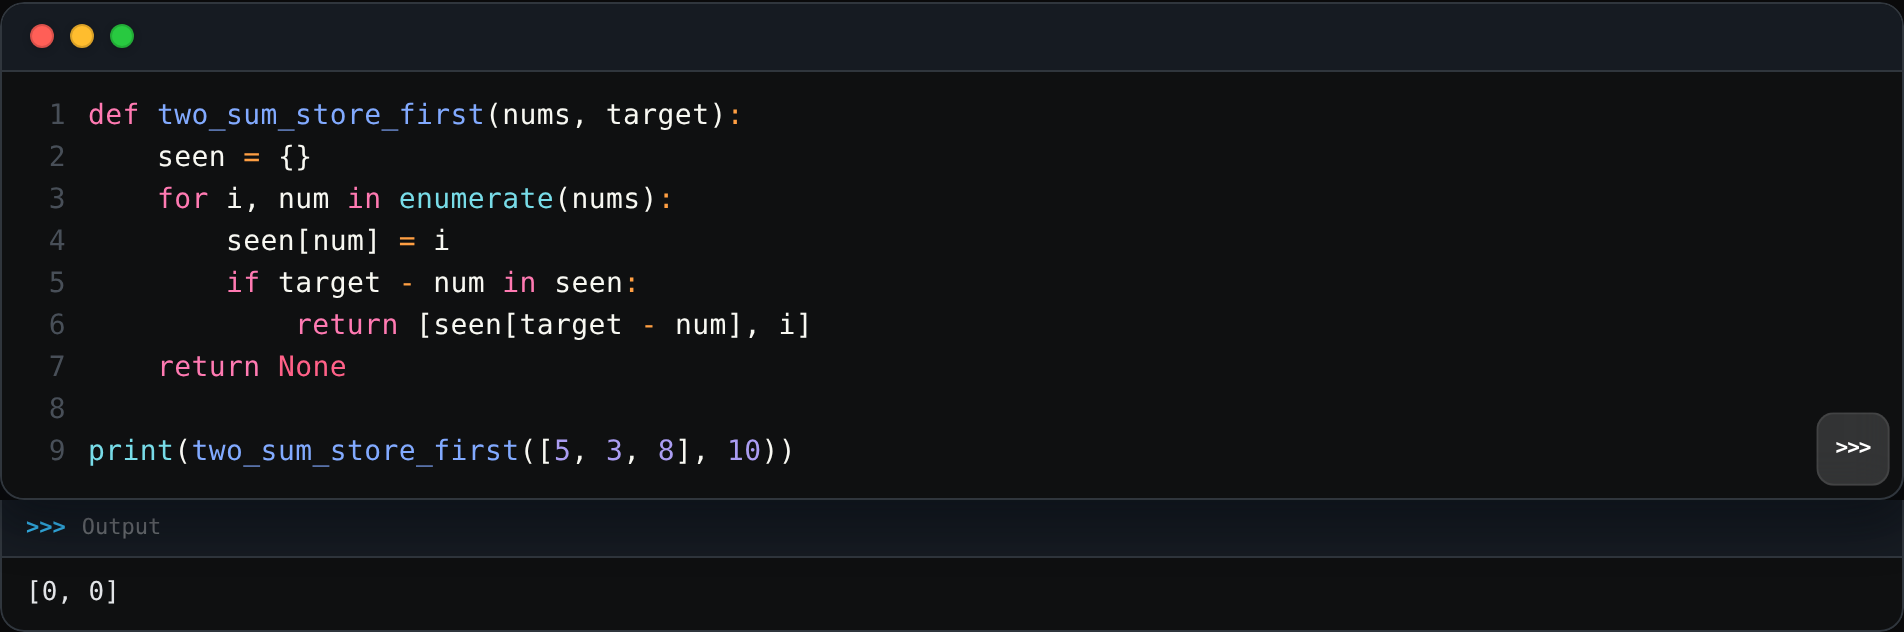 1 def two_sum_store_first(nums, target):
2     seen = {}
3     for i, num in enumerate(nums):
4         seen[num] = i
5         if target - num in seen:
6             return [seen[target - num], i]
7     return None
8
9 print(two_sum_store_first([5, 3, 8], 10))
>>>
>>> Output
[0, 0]